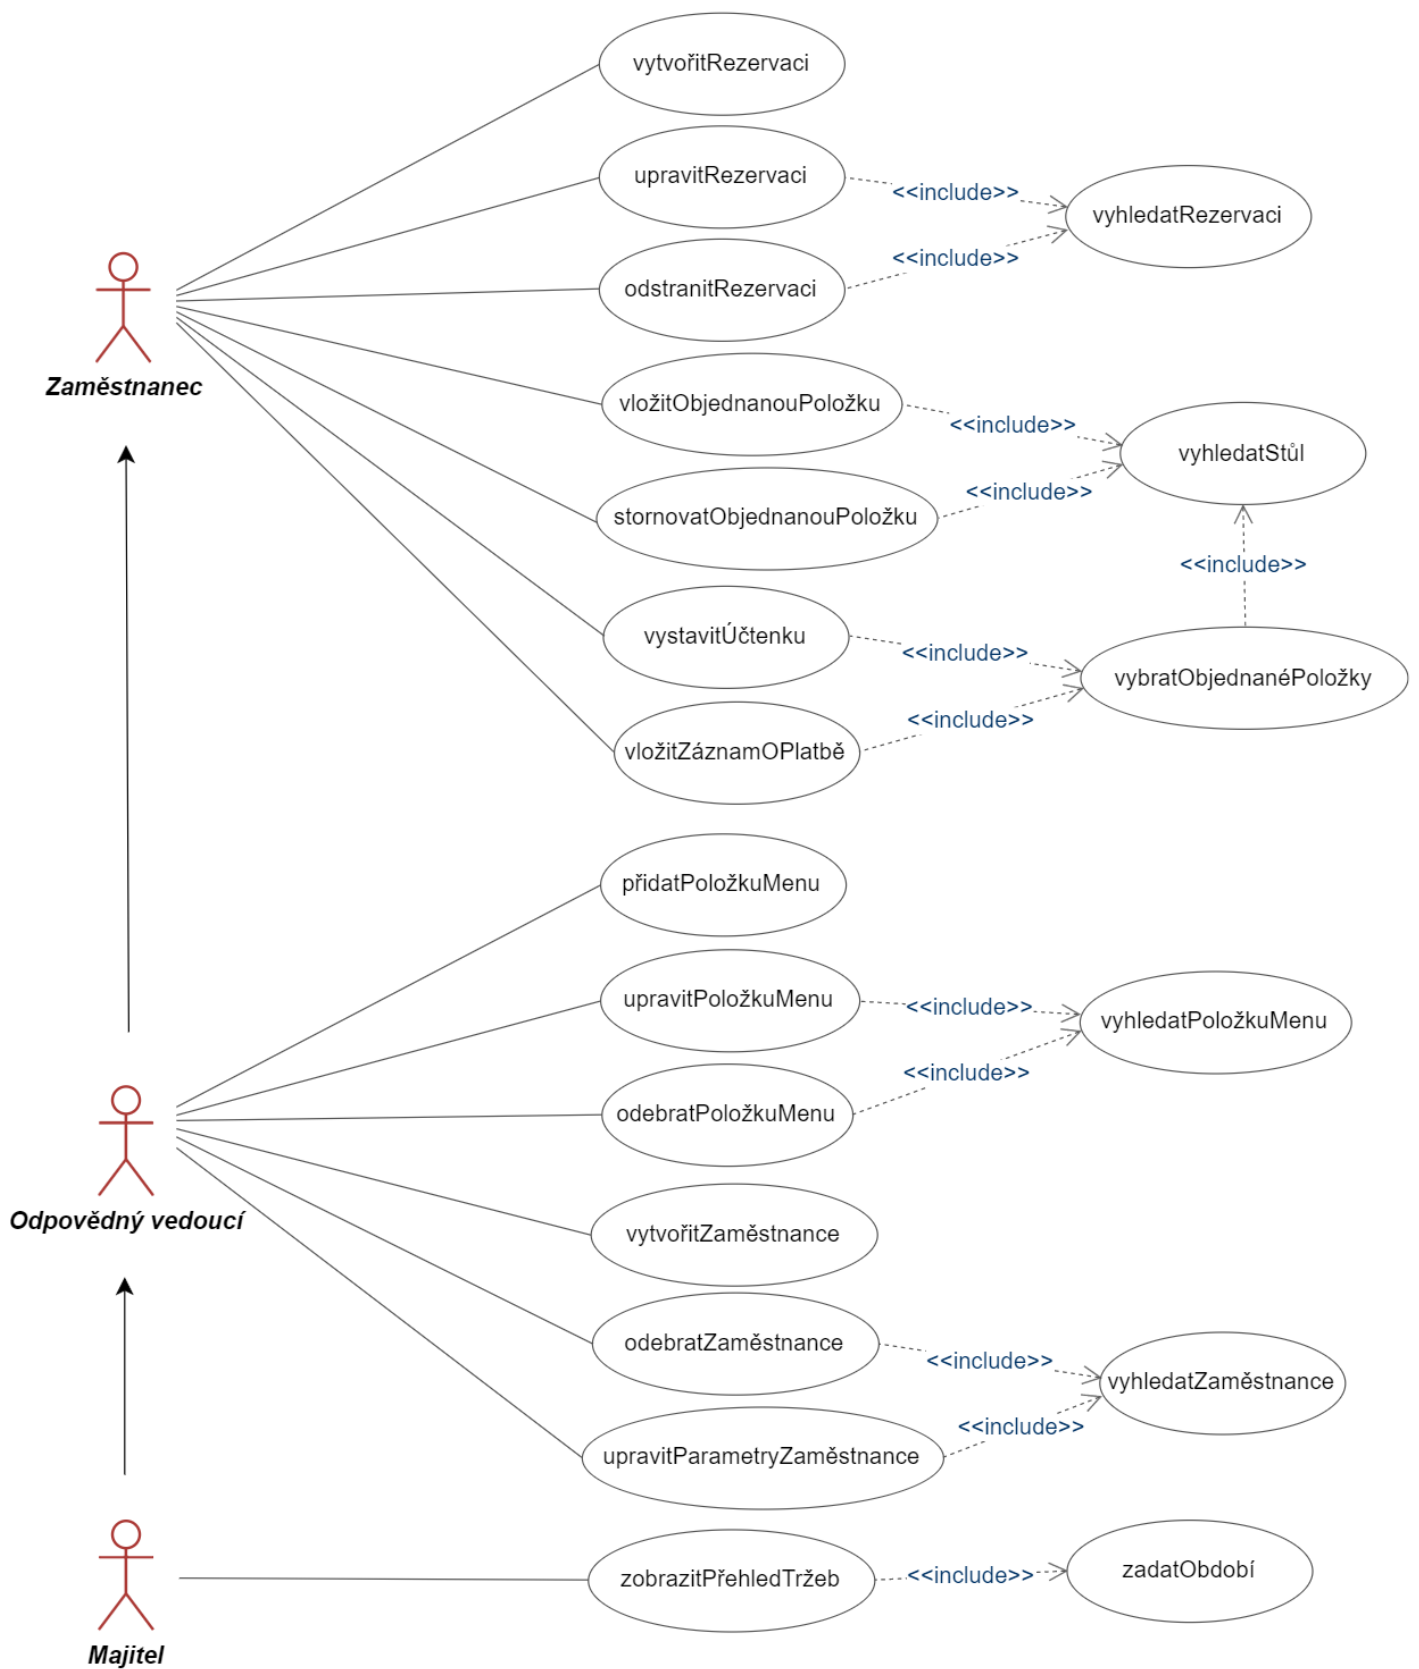 vytvořitRezervaci
upravitRezervaci
<<include>>
vyhledatRezervaci
<<include>>
odstranitRezervaci
Zaměstnanec
vložitObjednanouPoložku
<<include>>
vyhledatStůl
<<include>>
stornovatObjednanouPoložku
<<include>>
vystavitÚčtenku
<<include>>
vybratObjednanéPoložky
<<include>>
vložitZáznamOPlatbě
přidatPoložkuMenu
upravitPoložkuMenu
<<include>>
vyhledatPoložkuMenu
<<include>>
odebratPoložkuMenu
Odpovědný vedoucí
vytvořitZaměstnance
odebratZaměstnance
<<include>>
vyhledatZaměstnance
<<include>>
upravitParametryZaměstnance
zobrazitPřehledTržeb
<<include>>
zadatObdobí
Majitel